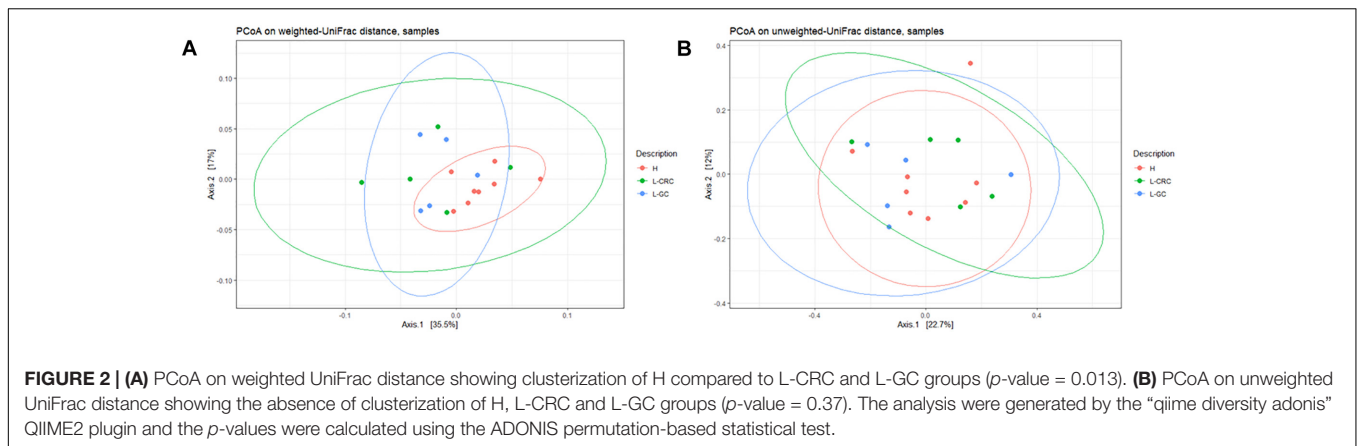 A
PCoA on weighted-UniFrac distance, samples
0.10
0.05
0.00
-0.05
-0.10
Axis.2 [17%]
-0.1
0.0
0.1
Axis.1 [35.5%]
Description
H
L-CRC
L-GC
B
PCoA on unweighted-UniFrac distance, samples
0.4
0.2
0.0
-0.2
-0.4
Axis.2 [12%]
-0.4
0.0
0.4
Axis.1 [22.7%]
Description
H
L-CRC
L-GC
FIGURE 2 | (A) PCoA on weighted UniFrac distance showing clusterization of H compared to L-CRC and L-GC groups (p-value = 0.013). (B) PCoA on unweighted
UniFrac distance showing the absence of clusterization of H, L-CRC and L-GC groups (p-value = 0.37). The analysis were generated by the “qiime diversity adonis”
QIIME2 plugin and the p-values were calculated using the ADONIS permutation-based statistical test.